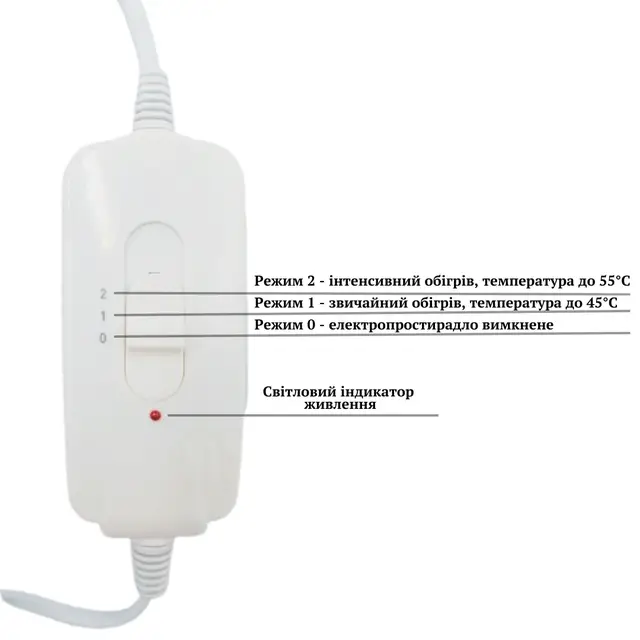 Режим 2 - інтенсивний обігрів, температура до 55°C
2
Режим 1 - звичайний обігрів, температура до 45°C
1
Режим 0 - електропростирадло вимкнене
0
Світловий індикатор
живлення